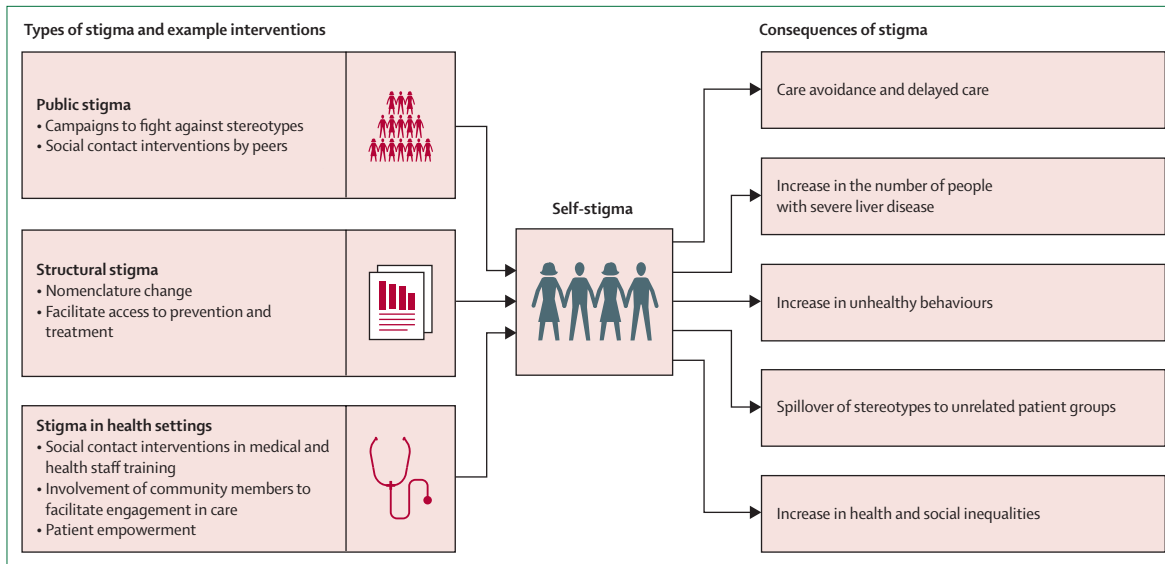 Types of stigma and example interventions
Public stigma
• Campaigns to fight against stereotypes
• Social contact interventions by peers
Structural stigma
• Nomenclature change
• Facilitate access to prevention and
treatment
Stigma in health settings
• Social contact interventions in medical and
health staff training
• Involvement of community members to
facilitate engagement in care
• Patient empowerment
Self-stigma
Consequences of stigma
Care avoidance and delayed care
Increase in the number of people
with severe liver disease
Increase in unhealthy behaviours
Spillover of stereotypes to unrelated patient groups
Increase in health and social inequalities